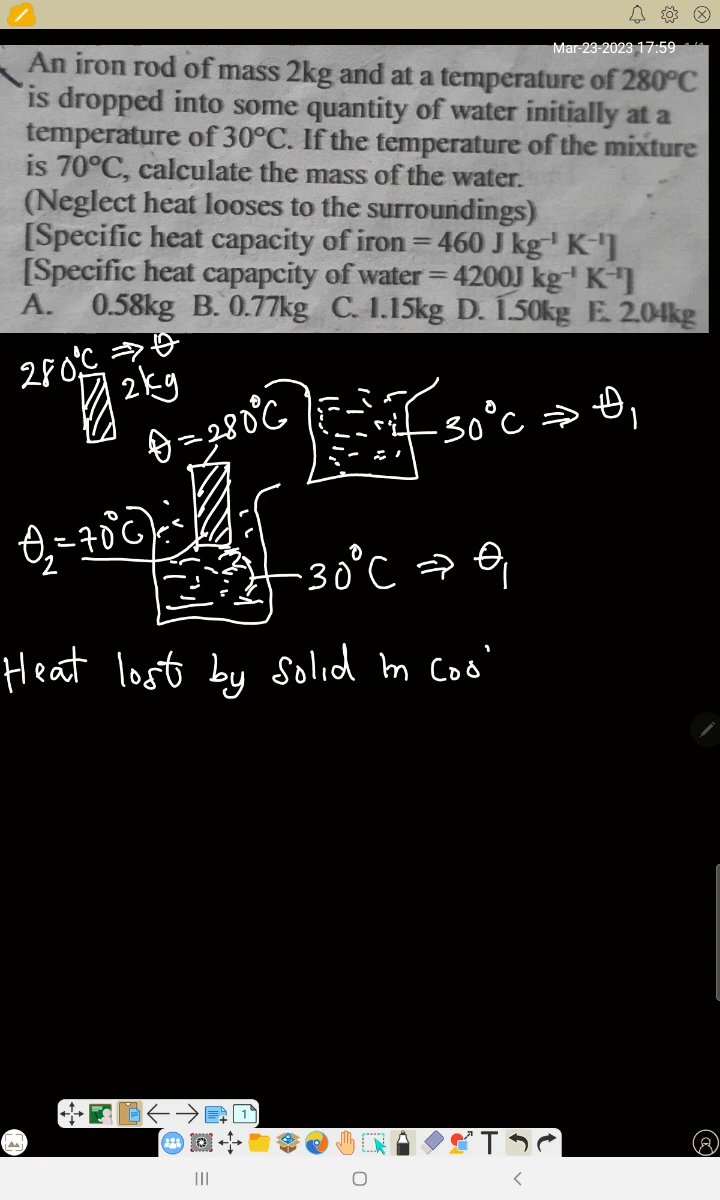 Mar-23-2023 17:59 1/1
An iron rod of mass 2kg and at a temperature of 280°C
is dropped into some quantity of water initially at a
temperature of 30°C. If the temperature of the mixture
is 70°C, calculate the mass of the water.
(Neglect heat looses to the surroundings)
[Specific heat capacity of iron = 460 J kg⁻¹ K⁻¹]
[Specific heat capapcity of water = 4200J kg⁻¹ K⁻¹]
A. 0.58kg B. 0.77kg C. 1.15kg D. 1.50kg E. 2.04kg
280°C ⇒ θ
2kg
θ = 280°C
30°C ⇒ θ₁
θ₂ = 70°C
30°C ⇒ θ₁
Heat lost by solid in coo
1
T